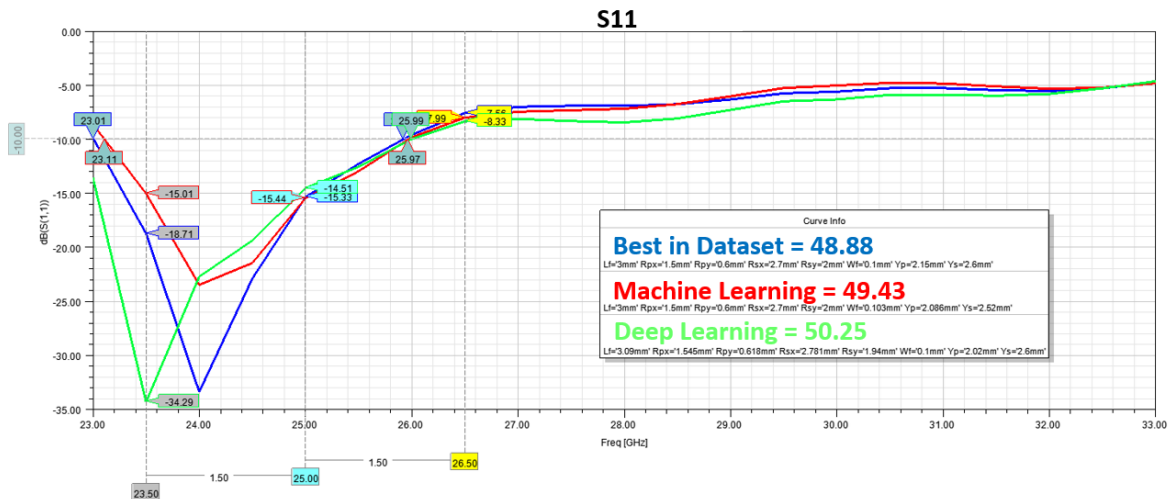 S11
0.00
-5.00
-10.00
-15.00
-20.00
-25.00
-30.00
-35.00
dB(S(1,1))
-10.00
23.01
23.11
25.99
25.97
7.99
-7.56
-8.33
-15.01
-18.71
-34.29
-15.44
-14.51
-15.33
Curve Info
Best in Dataset = 48.88
Lf='3mm' Rpx='1.5mm' Rpy='0.6mm' Rsx='2.7mm' Rsy='2mm' Wf='0.1mm' Yp='2.15mm' Ys='2.6mm'
Machine Learning = 49.43
Lf='3mm' Rpx='1.5mm' Rpy='0.6mm' Rsx='2.7mm' Rsy='2mm' Wf='0.103mm' Yp='2.086mm' Ys='2.52mm'
Deep Learning = 50.25
Lf='3.09mm' Rpx='1.545mm' Rpy='0.618mm' Rsx='2.781mm' Rsy='1.94mm' Wf='0.1mm' Yp='2.02mm' Ys='2.6mm'
23.00 24.00 25.00 26.00 27.00 28.00 29.00 30.00 31.00 32.00 33.00
Freq [GHz]
1.50
1.50
23.50
25.00
26.50